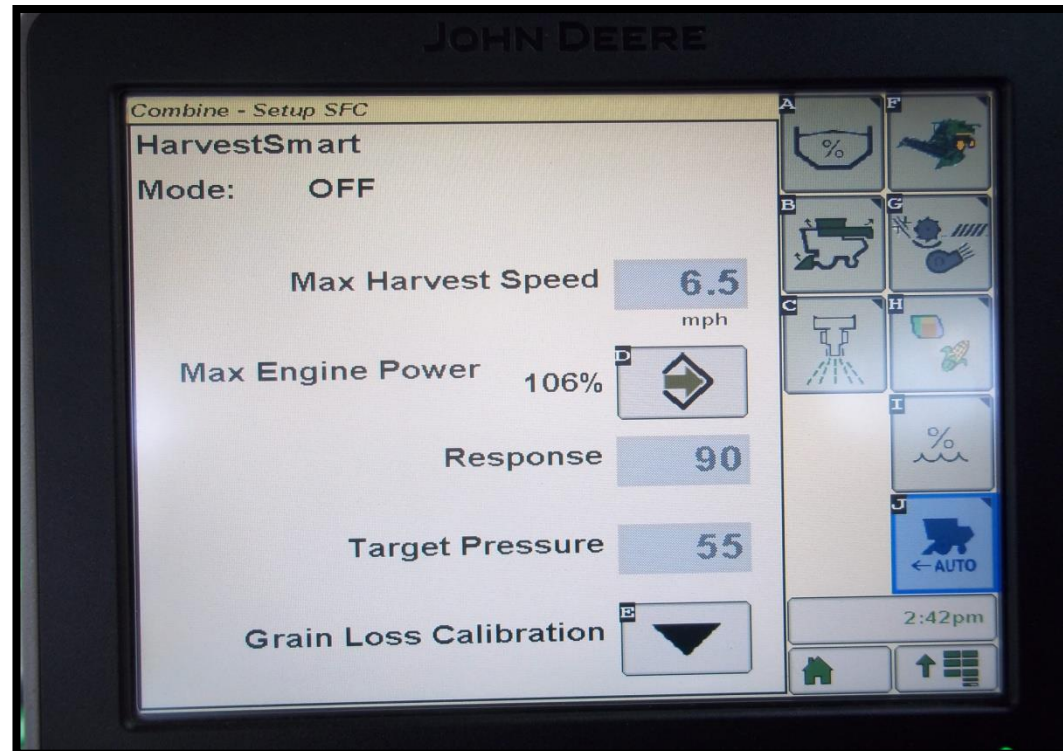 JOHN DEERE
Combine - Setup SFC
HarvestSmart
Mode: OFF
Max Harvest Speed 6.5
mph
Max Engine Power 106% D
Response 90
Target Pressure 55
Grain Loss Calibration E
A %
F
B
G
C
H
I %
J
← AUTO
2:42pm